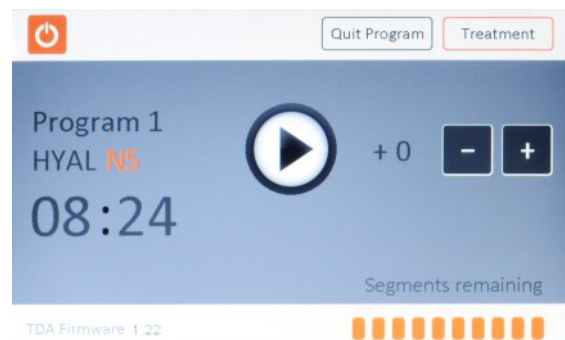 Quit Program
Treatment
Program 1
HYAL N5
+ 0
- +
08:24
Segments remaining
TDA Firmware 1.22